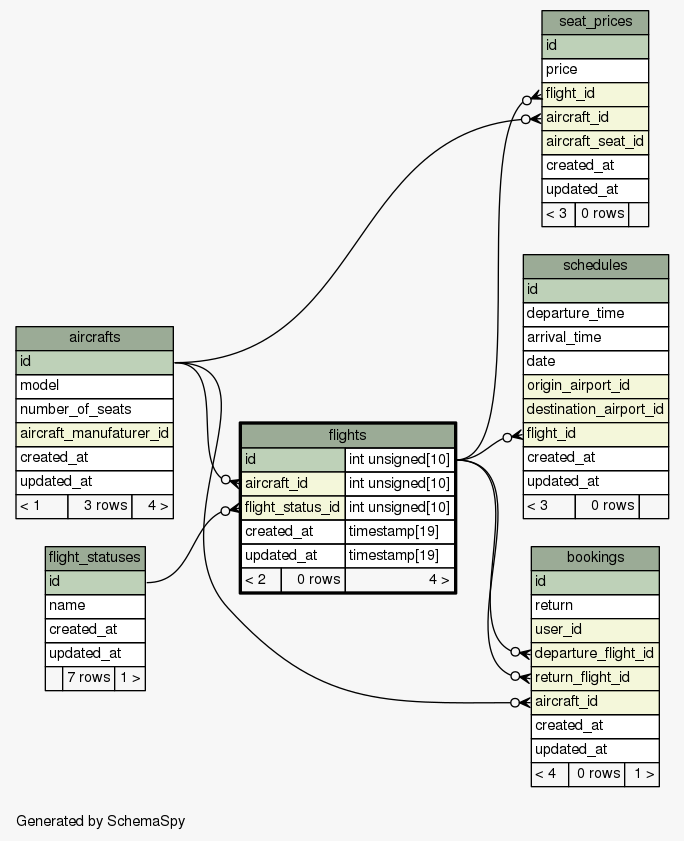 seat_prices
id
price
flight_id
aircraft_id
aircraft_seat_id
created_at
updated_at
< 3 0 rows
schedules
id
departure_time
arrival_time
date
origin_airport_id
destination_airport_id
flight_id
created_at
updated_at
< 3 0 rows
aircrafts
id
model
number_of_seats
aircraft_manufaturer_id
created_at
updated_at
< 1 3 rows 4 >
flights
id int unsigned[10]
aircraft_id int unsigned[10]
flight_status_id int unsigned[10]
created_at timestamp[19]
updated_at timestamp[19]
< 2 0 rows 4 >
flight_statuses
id
name
created_at
updated_at
7 rows 1 >
bookings
id
return
user_id
departure_flight_id
return_flight_id
aircraft_id
created_at
updated_at
< 4 0 rows 1 >
Generated by SchemaSpy